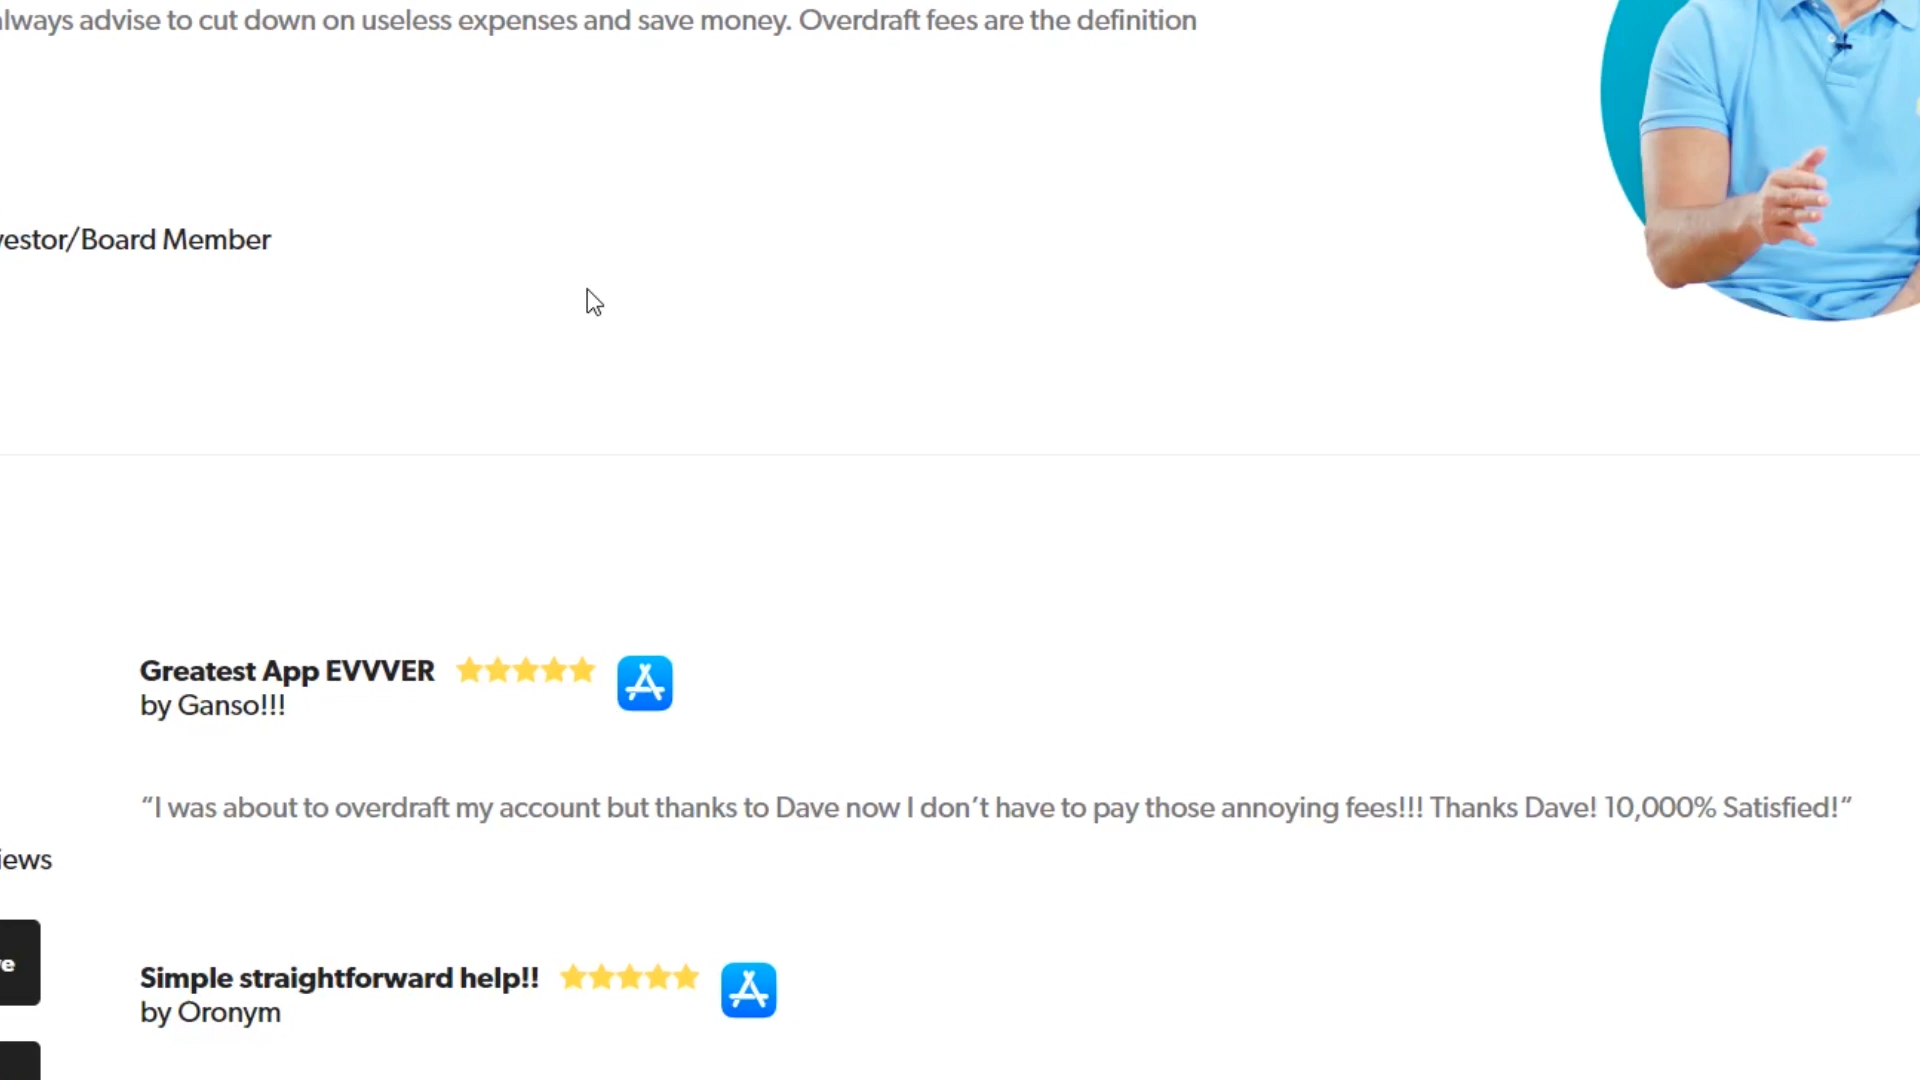 always advise to cut down on useless expenses and save money. Overdraft fees are the definition
vestor/Board Member
Greatest App EVVVER
by Ganso!!!
“I was about to overdraft my account but thanks to Dave now I don’t have to pay those annoying fees!!! Thanks Dave! 10,000% Satisfied!“
iews
e
Simple straightforward help!!
by Oronym